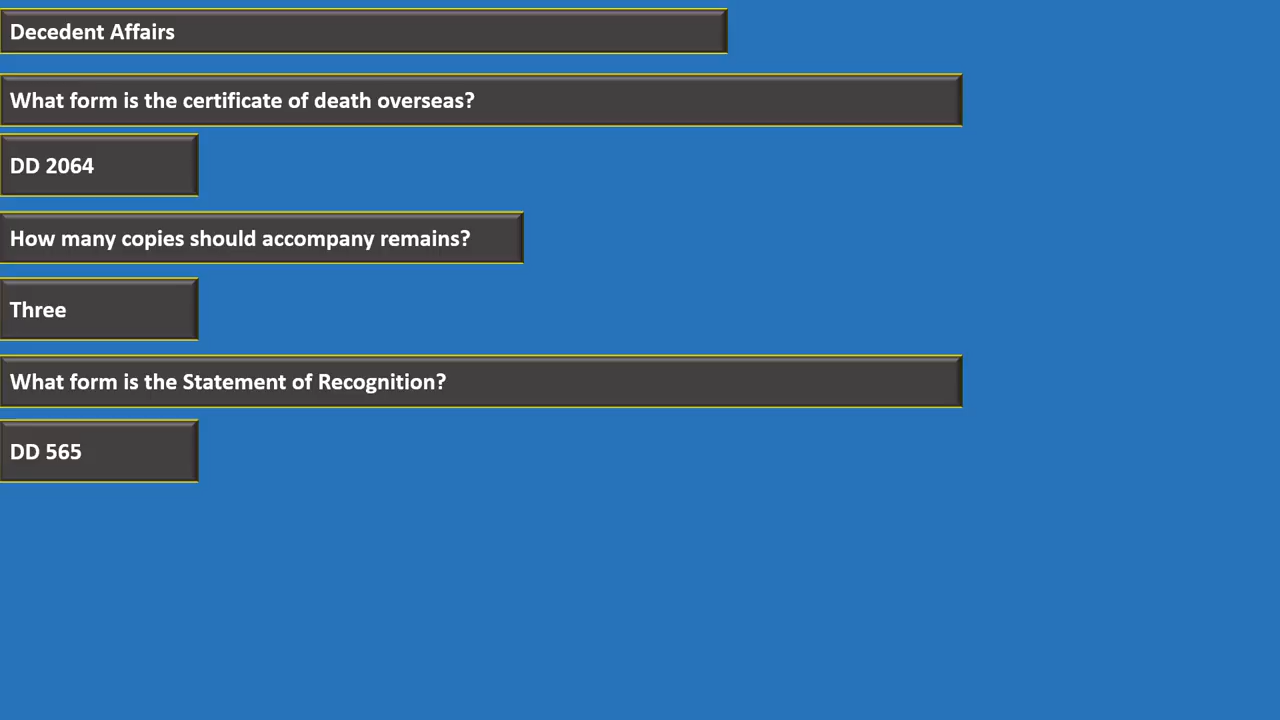 Decedent Affairs
What form is the certificate of death overseas?
DD 2064
How many copies should accompany remains?
Three
What form is the Statement of Recognition?
DD 565